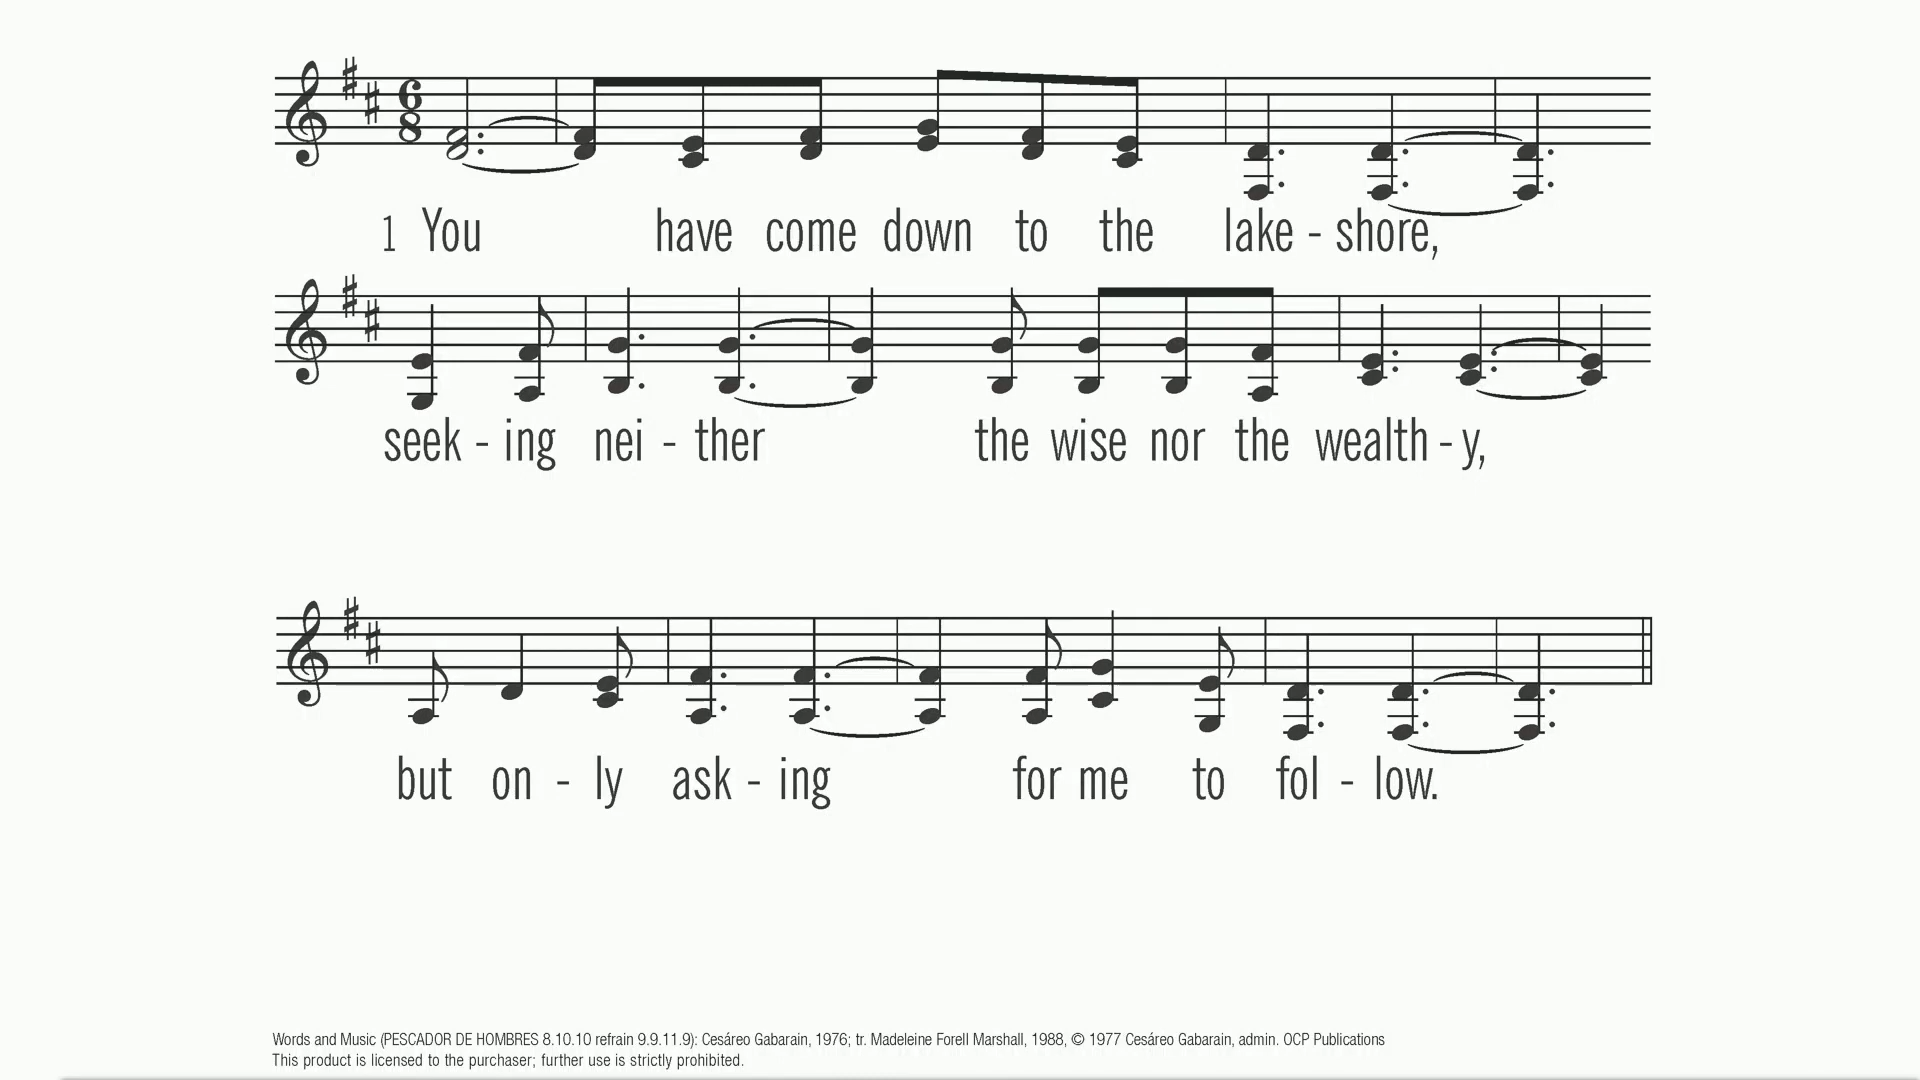 6
8
1 You have come down to the lake - shore,
seek - ing nei - ther the wise nor the wealth - y,
but on - ly ask - ing for me to fol - low.
Words and Music (PESCADOR DE HOMBRES 8.10.10 refrain 9.9.11.9): Cesáreo Gabarain, 1976; tr. Madeleine Forell Marshall, 1988, © 1977 Cesáreo Gabarain, admin. OCP Publications
This product is licensed to the purchaser; further use is strictly prohibited.